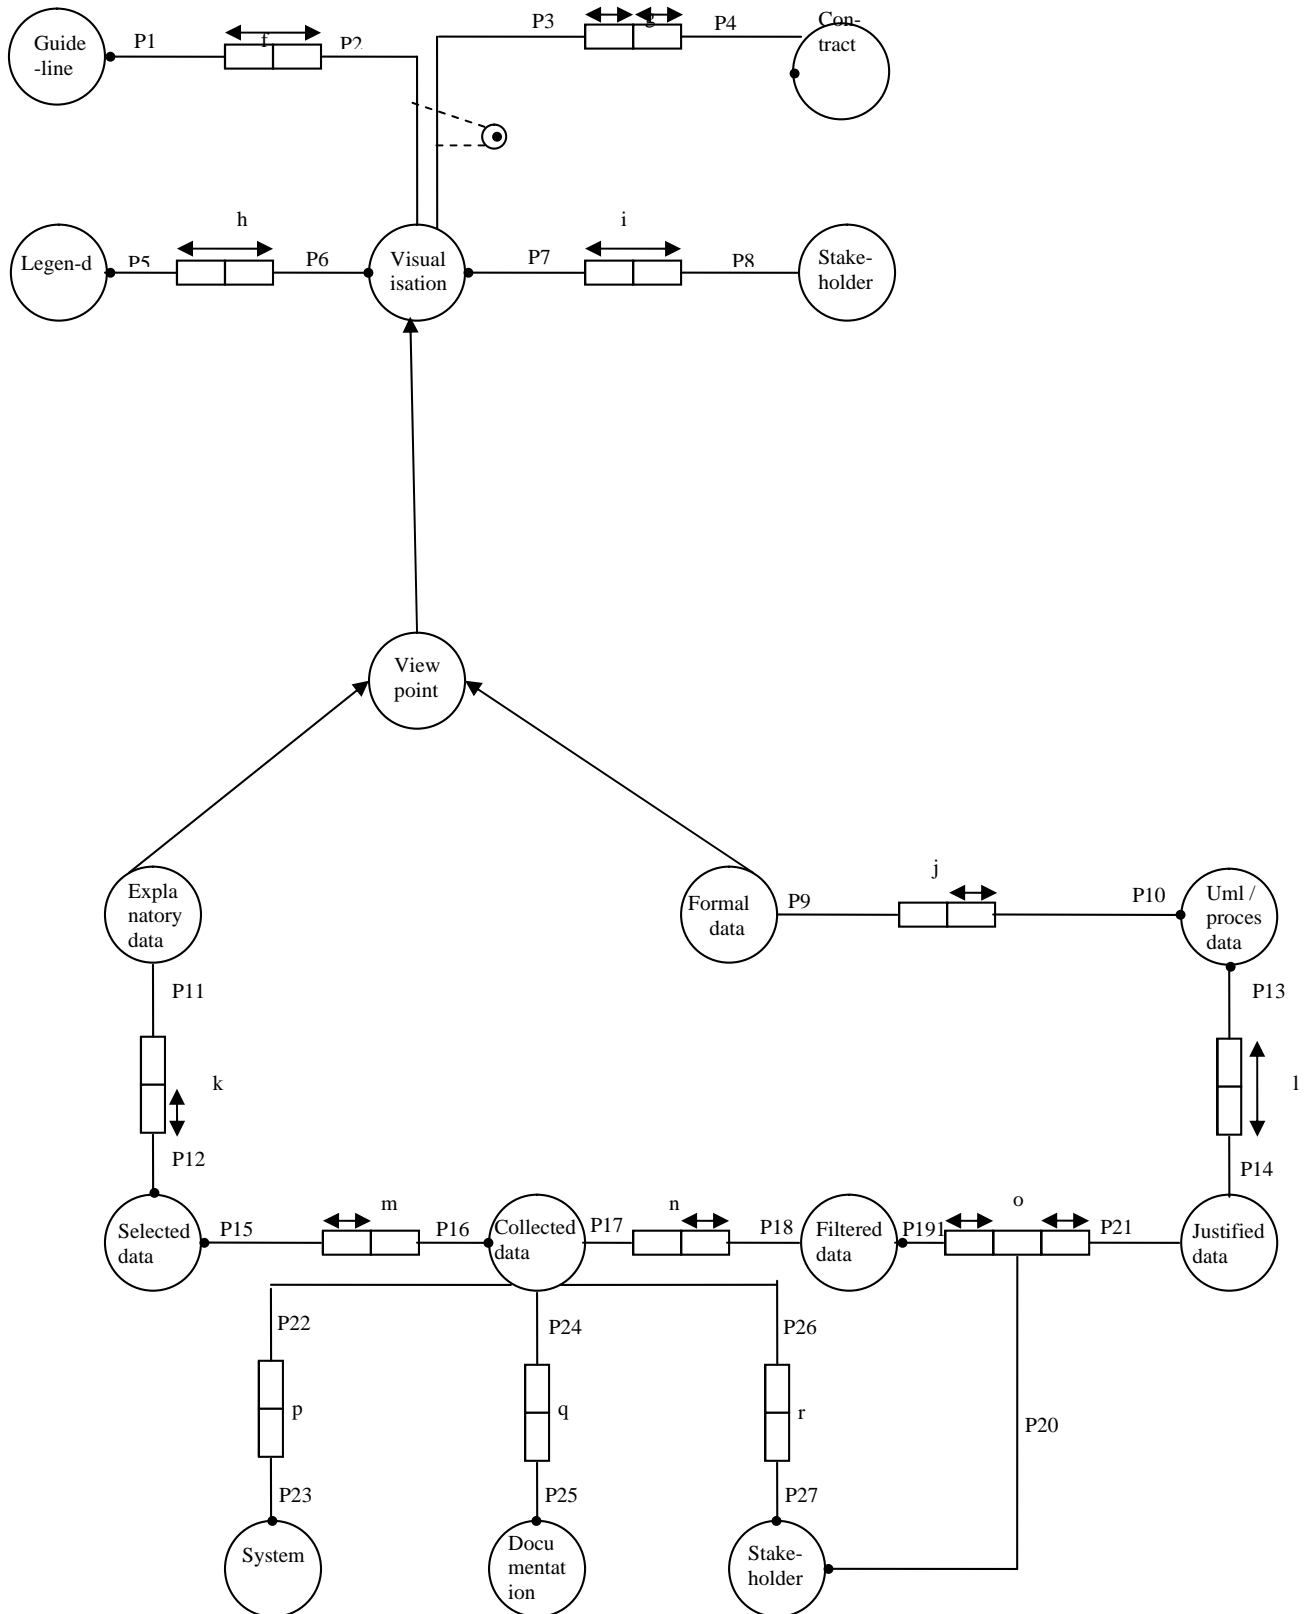 P3
g
P4
Con-
tract
Guide
-line
P1
f
P2
h
i
Legen-d
P5
P6
Visual
isation
P7
P8
Stake-
holder
View
point
Expla
natory
data
Formal
data
P9
j
P10
Uml /
proces
data
P11
P13
k
l
P12
P14
Selected
data
P15
m
P16
Collected
data
P17
n
P18
Filtered
data
P191
o
P21
Justified
data
P22
P24
P26
p
q
r
P20
P23
P25
P27
System
Docu
mentat
ion
Stake-
holder